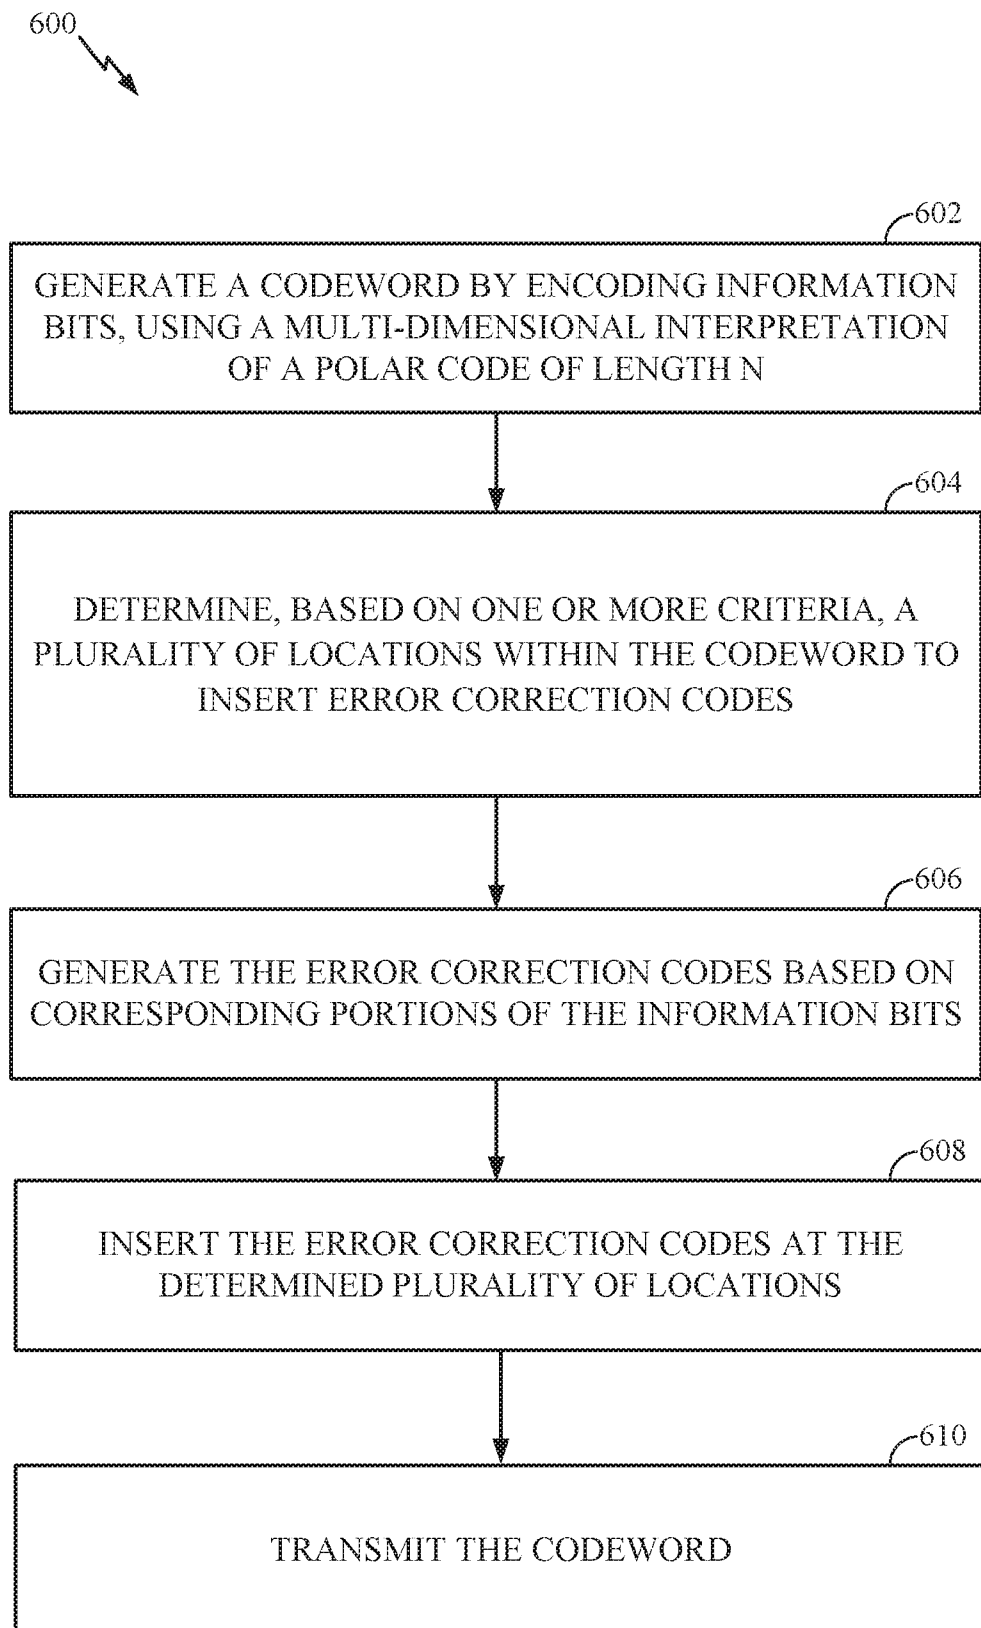 600
602
GENERATE A CODEWORD BY ENCODING INFORMATION
BITS, USING A MULTI-DIMENSIONAL INTERPRETATION
OF A POLAR CODE OF LENGTH N
604
DETERMINE, BASED ON ONE OR MORE CRITERIA, A
PLURALITY OF LOCATIONS WITHIN THE CODEWORD TO
INSERT ERROR CORRECTION CODES
606
GENERATE THE ERROR CORRECTION CODES BASED ON
CORRESPONDING PORTIONS OF THE INFORMATION BITS
608
INSERT THE ERROR CORRECTION CODES AT THE
DETERMINED PLURALITY OF LOCATIONS
610
TRANSMIT THE CODEWORD